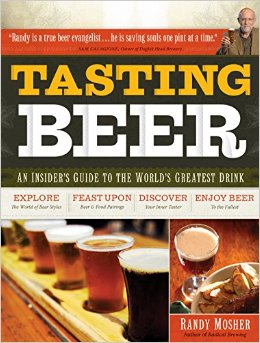 "Randy is a true beer evangelist...he is saving souls one pint at a time."
SAM CALAGIONE, Owner of Dogfish Head Brewery
TASTING
BEER
AN INSIDER'S GUIDE TO THE WORLD'S GREATEST DRINK
EXPLORE
The World of Beer Styles
FEAST UPON
Beer & Food Pairings
DISCOVER
Your Inner Taster
ENJOY BEER
To the Fullest
RANDY MOSHER
Author of Radical Brewing